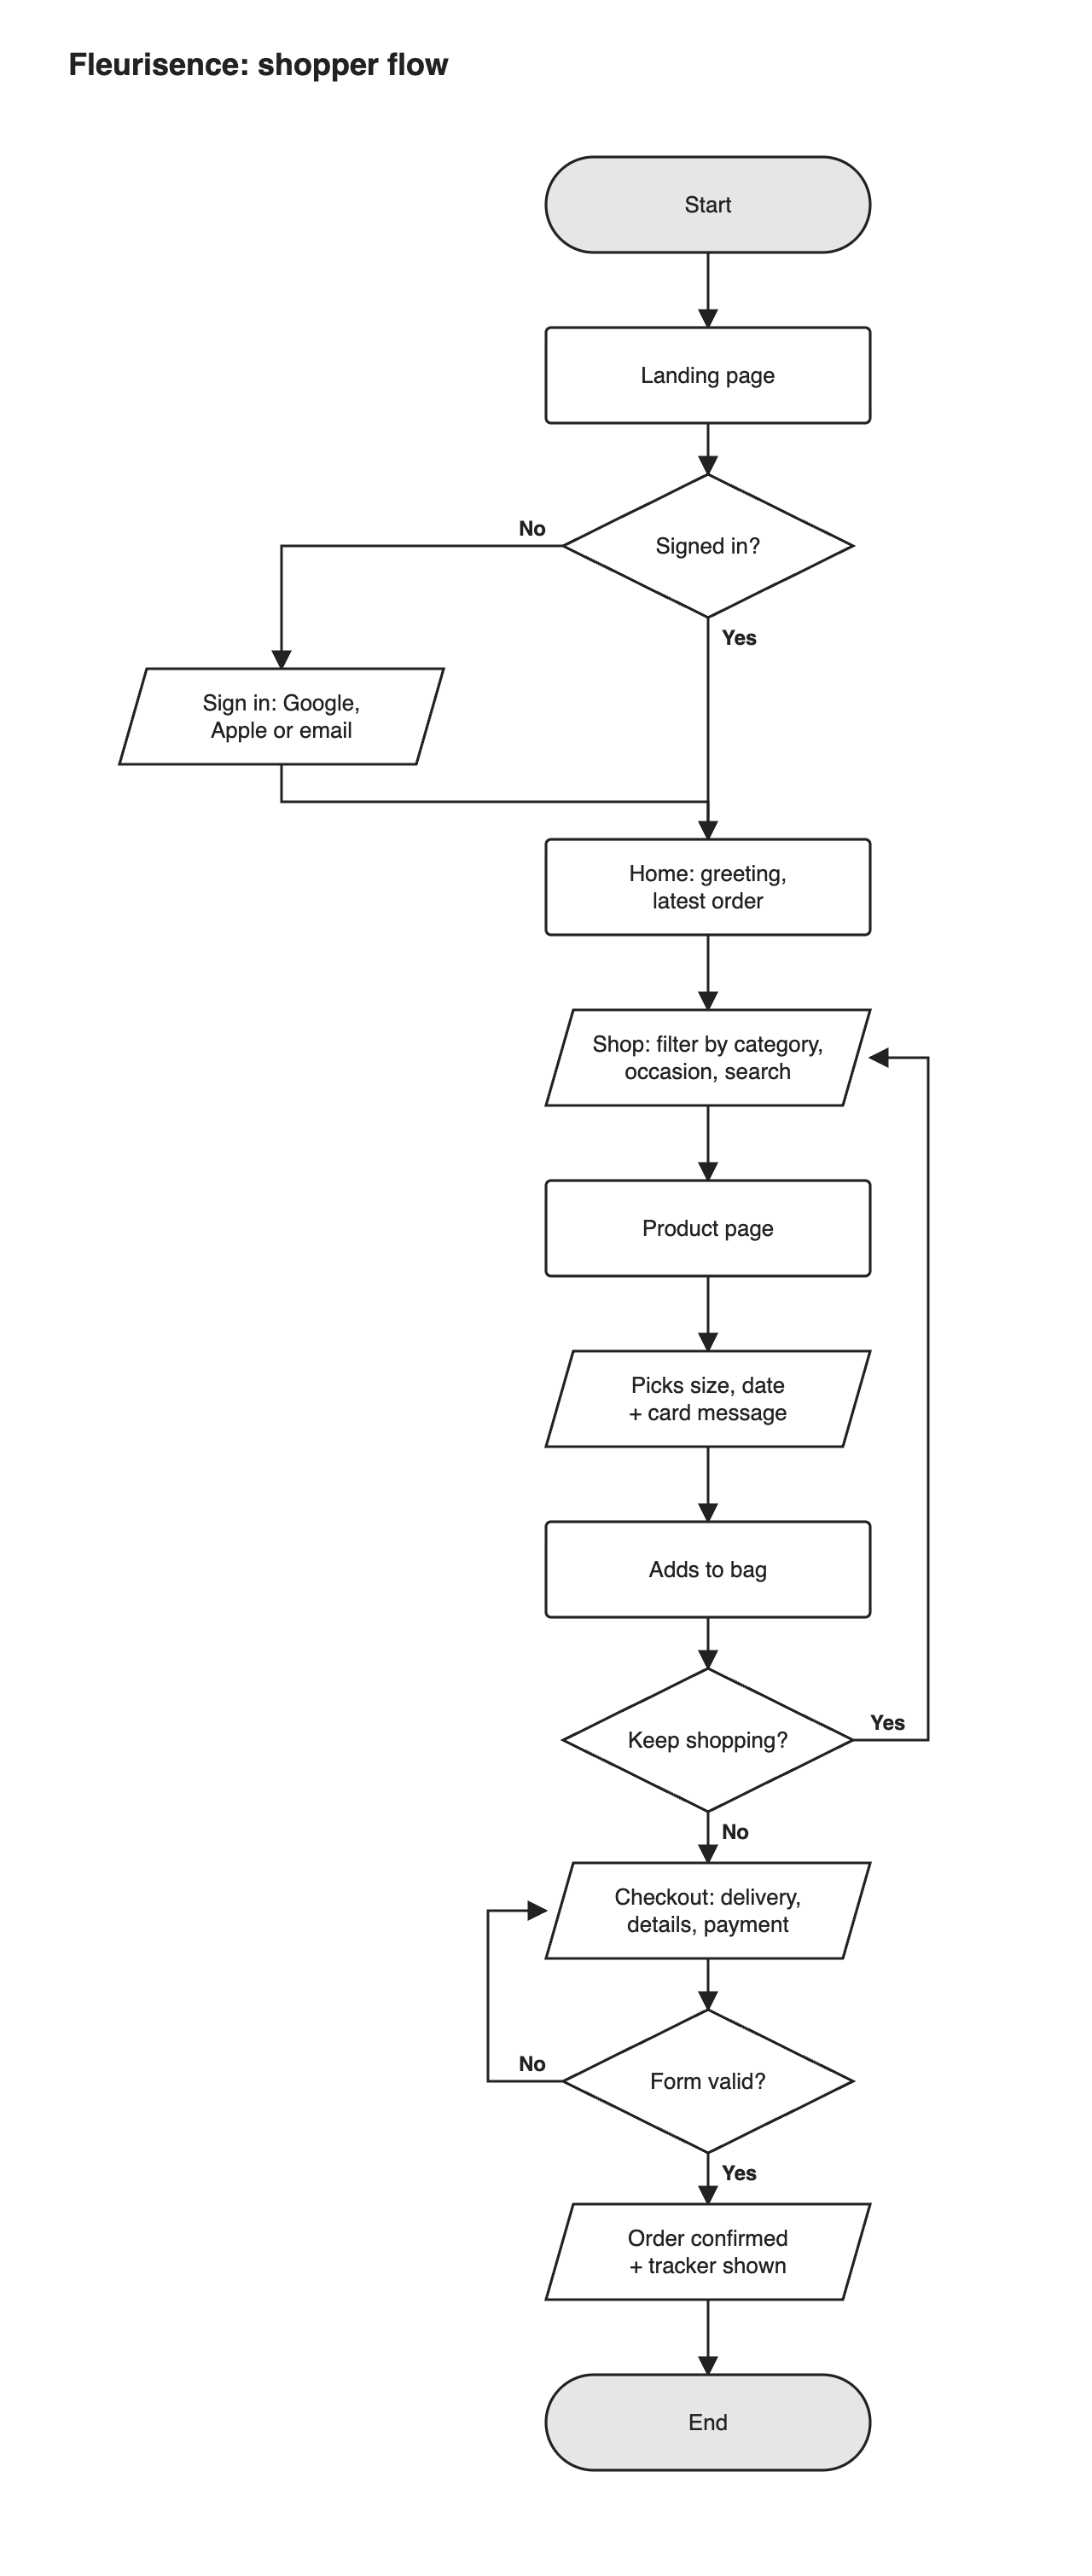 Fleurisence: shopper flow
Start
Landing page
Signed in?
No
Yes
Sign in: Google,
Apple or email
Home: greeting,
latest order
Shop: filter by category,
occasion, search
Product page
Picks size, date
+ card message
Adds to bag
Keep shopping?
Yes
No
Checkout: delivery,
details, payment
Form valid?
No
Yes
Order confirmed
+ tracker shown
End